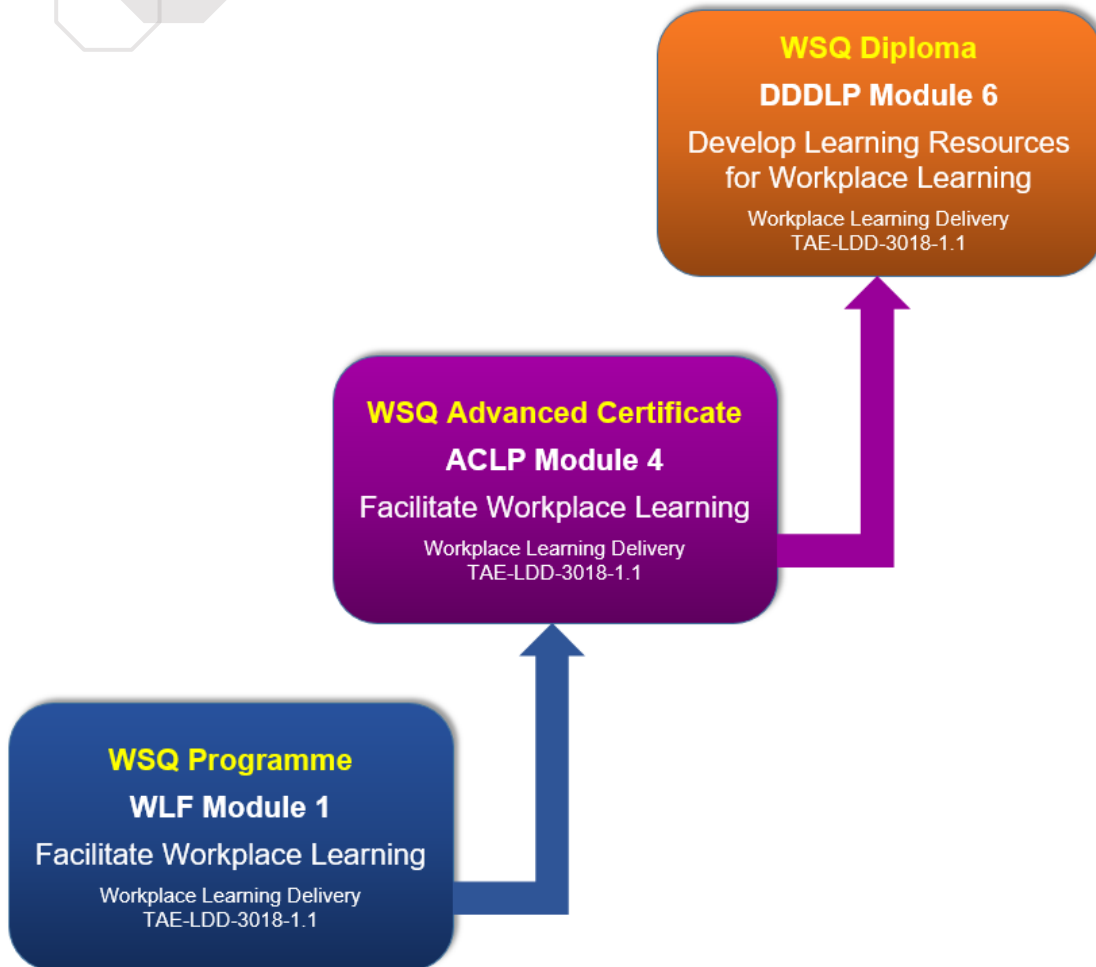 WSQ Diploma
DDDLP Module 6
Develop Learning Resources
for Workplace Learning
Workplace Learning Delivery
TAE-LDD-3018-1.1
WSQ Advanced Certificate
ACLP Module 4
Facilitate Workplace Learning
Workplace Learning Delivery
TAE-LDD-3018-1.1
WSQ Programme
WLF Module 1
Facilitate Workplace Learning
Workplace Learning Delivery
TAE-LDD-3018-1.1